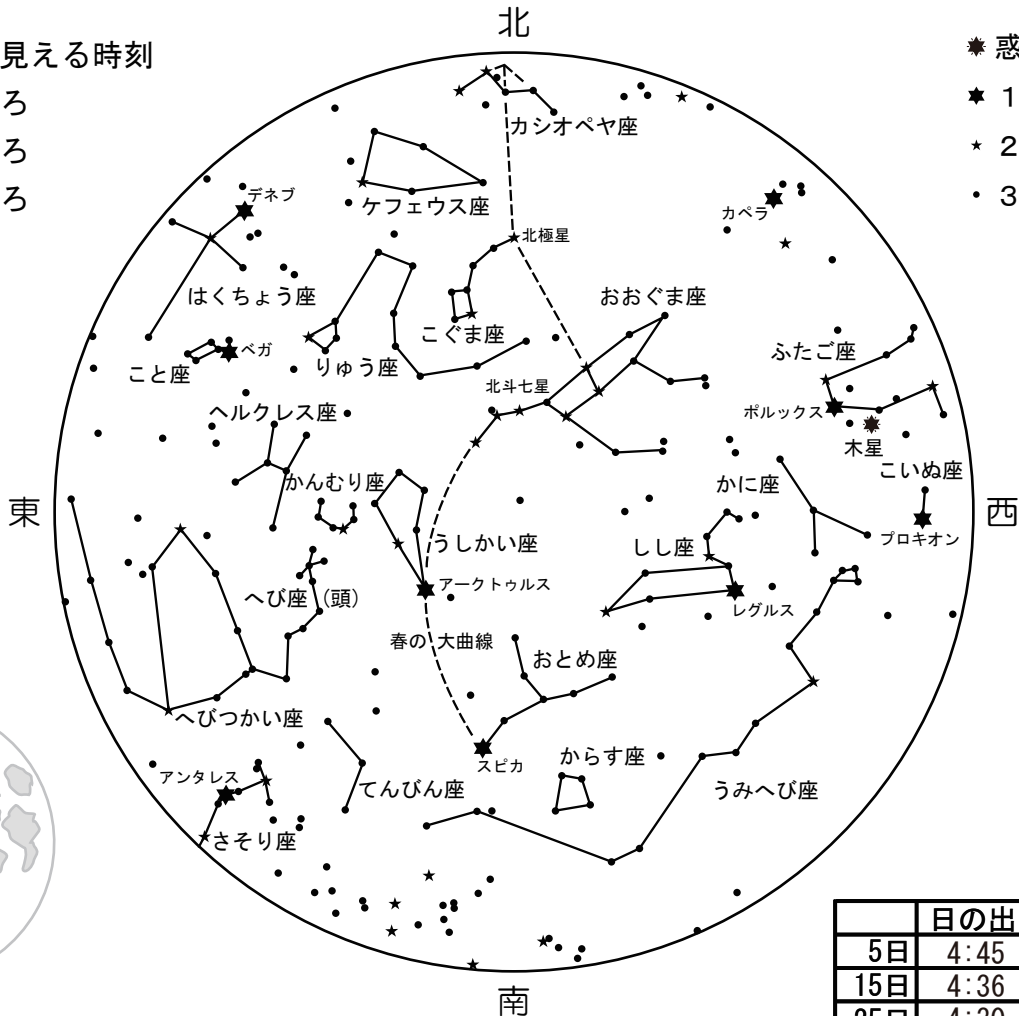 北
見える時刻
ろ
ろ
ろ
惑
1
2
3
カシオペヤ座
デネブ
ケフェウス座
カペラ
北極星
はくちょう座
おおぐま座
こぐま座
ふたご座
ベガ
こと座
りゅう座
北斗七星
ヘルクレス座
ポルックス
木星
かんむり座
かに座
こいぬ座
東
西
うしかい座
しし座
プロキオン
アークトゥルス
へび座(頭)
レグルス
春の大曲線
おとめ座
へびつかい座
スピカ
からす座
アンタレス
てんびん座
うみへび座
さそり座
南
日の出
5日 4:45
15日 4:36